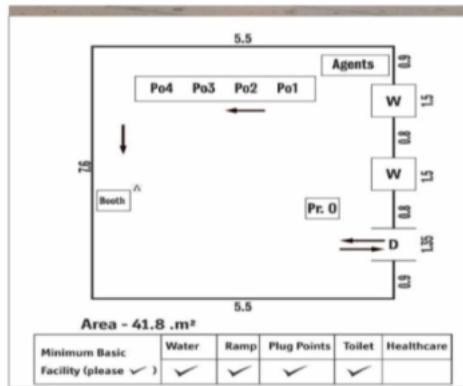 5.5
Agents
0.9
Po4 Po3 Po2 Po1
W
1.5
0.8
7.6
W
1.5
Booth
Pr. O
0.8
D
1.35
0.9
5.5
Area - 41.8 .m²
Minimum Basic
Facility (please ✓ )
Water Ramp Plug Points Toilet Healthcare
✓ ✓ ✓ ✓